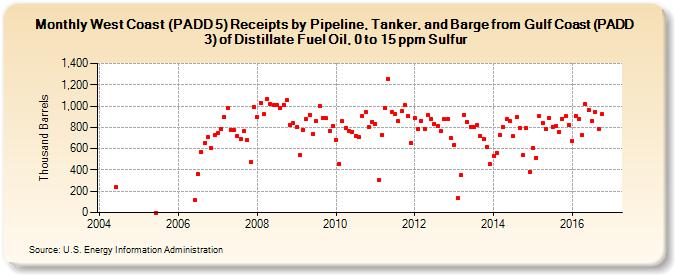 Monthly West Coast (PADD 5) Receipts by Pipeline, Tanker, and Barge from Gulf Coast (PADD
3) of Distillate Fuel Oil, 0 to 15 ppm Sulfur
Thousand Barrels
1,400
1,200
1,000
800
600
400
200
0
2004 2006 2008 2010 2012 2014 2016
Source: U.S. Energy Information Administration